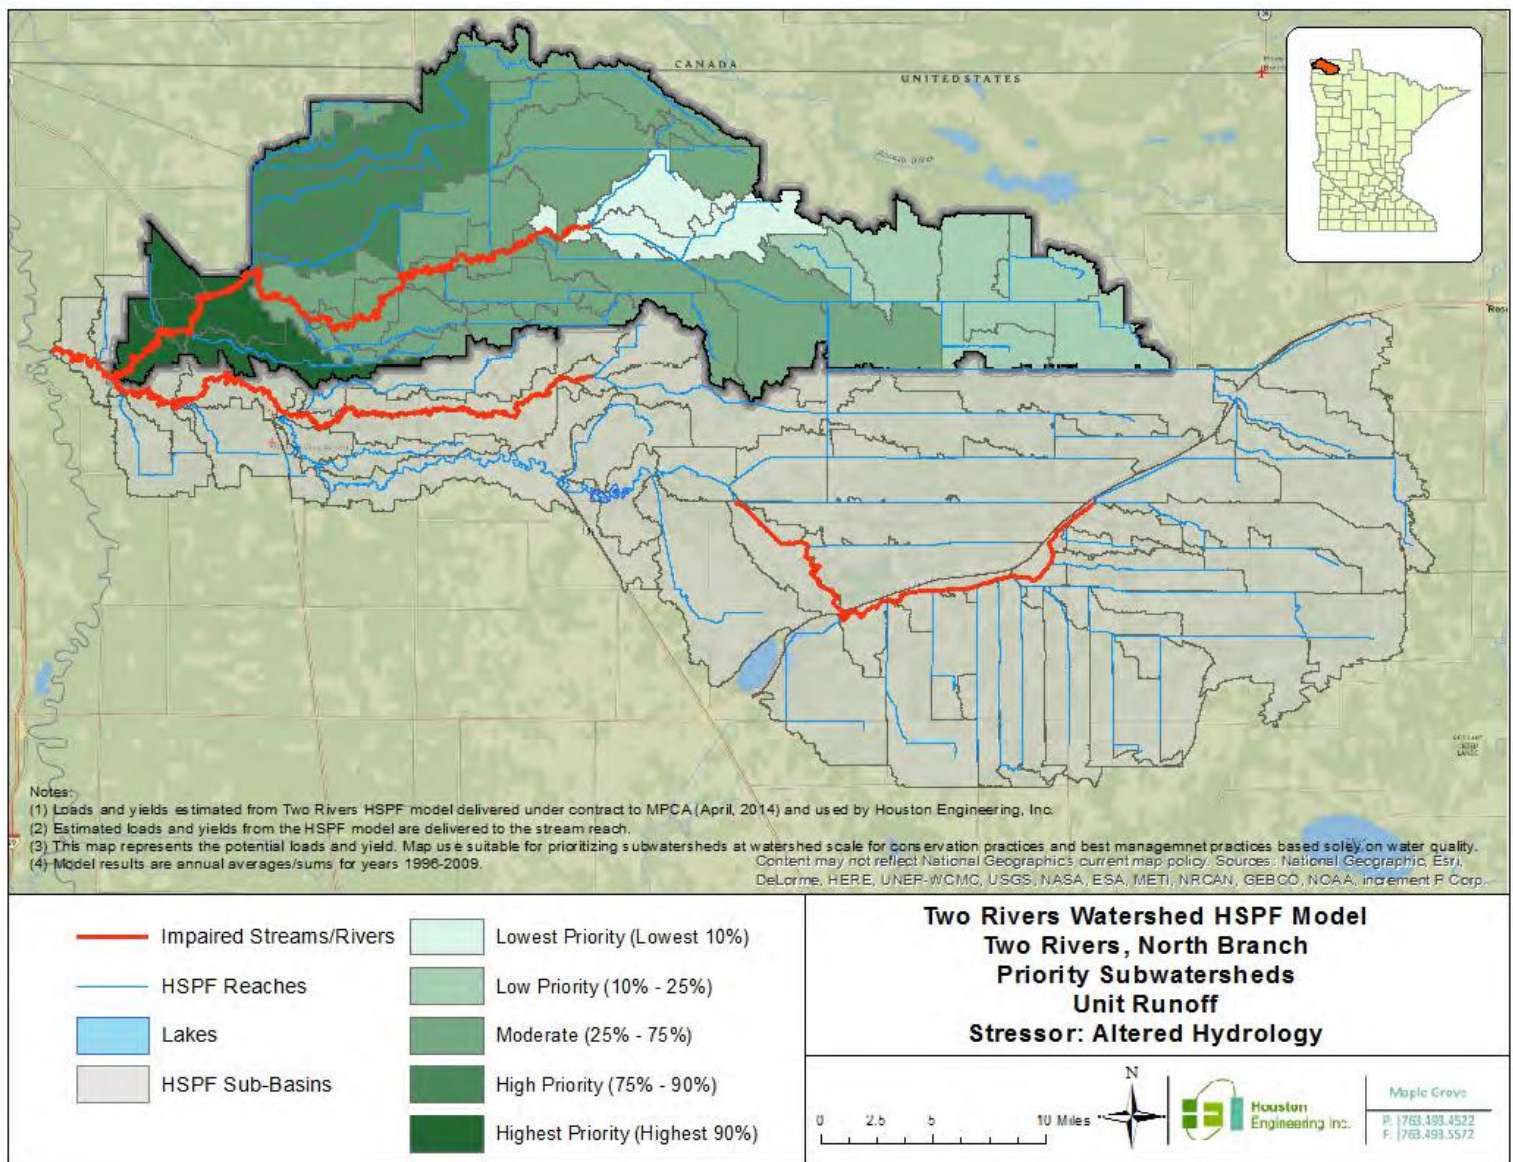 CANADA
UNITED STATES
Rose
Notes:
(1) Loads and yields estimated from Two Rivers HSPF model delivered under contract to MPCA (April, 2014) and used by Houston Engineering, Inc.
(2) Estimated loads and yields from the HSPF model are delivered to the stream reach.
(3) This map represents the potential loads and yield. Map use suitable for prioritizing subwatersheds at watershed scale for conservation practices and best managemnet practices based soley on water quality.
(4) Model results are annual averages/sums for years 1996-2009.
Content may not reflect National Geographic's current map policy. Sources: National Geographic, Esri,
DeLorme, HERE, UNEP-WCMC, USGS, NASA, ESA, METI, NRCAN, GEBCO, NOAA, increment P Corp.
Impaired Streams/Rivers
HSPF Reaches
Lakes
HSPF Sub-Basins
Lowest Priority (Lowest 10%)
Low Priority (10% - 25%)
Moderate (25% - 75%)
High Priority (75% - 90%)
Highest Priority (Highest 90%)
Two Rivers Watershed HSPF Model
Two Rivers, North Branch
Priority Subwatersheds
Unit Runoff
Stressor: Altered Hydrology
0 2.5 5 10 Miles
N
Houston
Engineering Inc.
Maple Grove
P: 763.493.4522
F: 763.493.5572